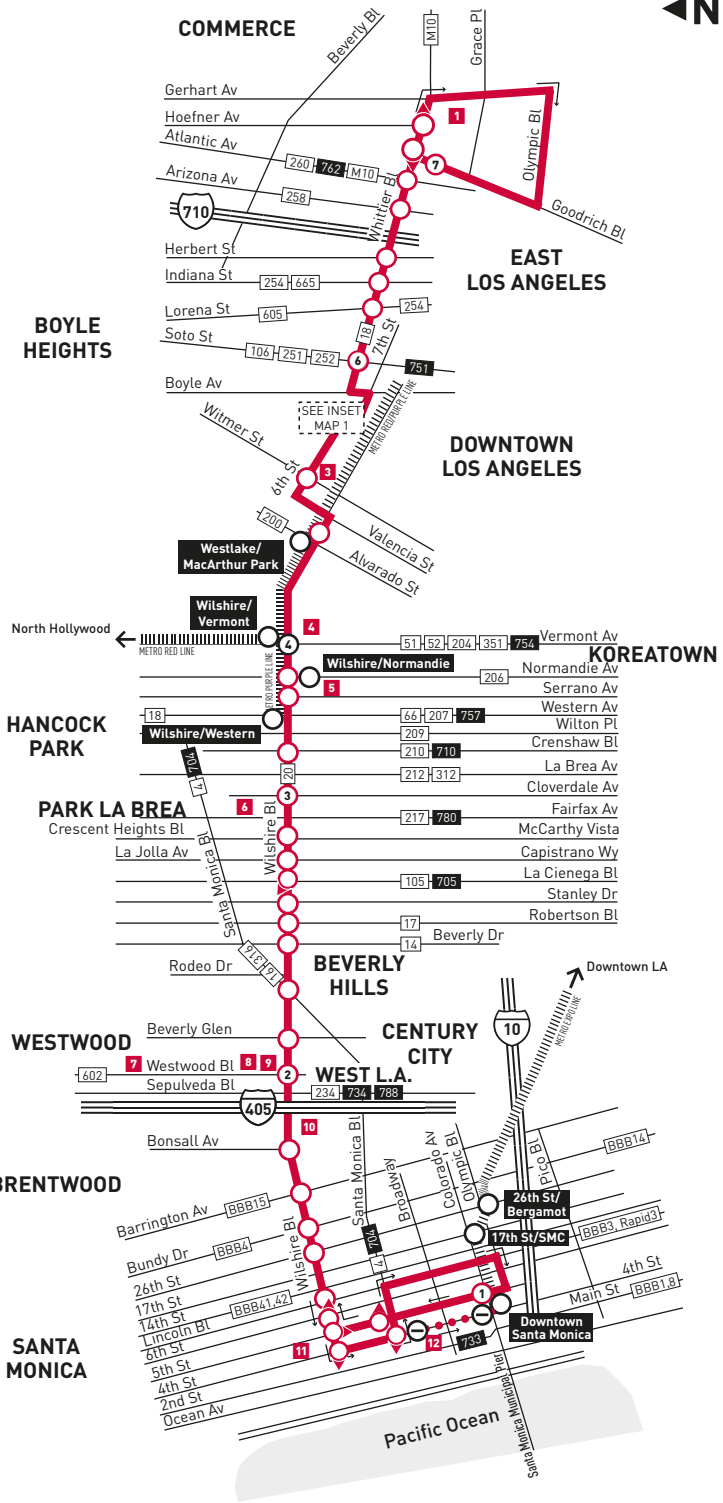 N
COMMERCE
Beverly Bl
M10
Grace Pl
Gerhart Av
Hoefner Av
1
Atlantic Av
260
762
M10
7
Olympic Bl
Arizona Av
258
Whittier Bl
710
Goodrich Bl
Herbert St
EAST
LOS ANGELES
Indiana St
254
665
Lorena St
605
254
BOYLE
HEIGHTS
18
7th St
Soto St
106
251
252
6
751
Boyle Av
SEE INSET
MAP 1
METRO RED/PURPLE LINE
Witmer St
DOWNTOWN
LOS ANGELES
6th St
3
200
Valencia St
Westlake/
MacArthur Park
Alvarado St
Wilshire/
Vermont
4
North Hollywood
METRO RED LINE
4
51
52
204
351
754
Vermont Av
KOREATOWN
METRO PURPLE LINE
Wilshire/Normandie
206
Normandie Av
5
Serrano Av
HANCOCK
PARK
18
66
207
757
Western Av
Wilshire/Western
209
Wilton Pl
210
710
Crenshaw Bl
704
4
20
212
312
La Brea Av
Cloverdale Av
3
PARK LA BREA
6
Wilshire Bl
217
780
Fairfax Av
Crescent Heights Bl
McCarthy Vista
La Jolla Av
Capistrano Wy
Santa Monica Bl
105
705
La Cienega Bl
Stanley Dr
17
Robertson Bl
14
Beverly Dr
16
316
Rodeo Dr
BEVERLY
HILLS
Downtown LA
METRO EXPO LINE
10
Beverly Glen
WESTWOOD
CENTURY
CITY
7
Westwood Bl
8
9
602
2
WEST L.A.
Sepulveda Bl
234
734
788
405
10
Bonsall Av
Santa Monica Bl
Broadway
Colorado Av
Olympic Bl
Pico Bl
BBB14
BRENTWOOD
Barrington Av
BBB15
Wilshire Bl
704
4
26th St/
Bergamot
Bundy Dr
BBB4
17th St/SMC
BBB3, Rapid3
26th St
17th St
14th St
BBB41,42
Lincoln Bl
6th St
5th St
4th St
2nd St
Ocean Av
1
4th St
Main St
BBB1,8
Downtown
Santa Monica
SANTA
MONICA
11
12
733
Santa Monica Municipal Pier
Pacific Ocean